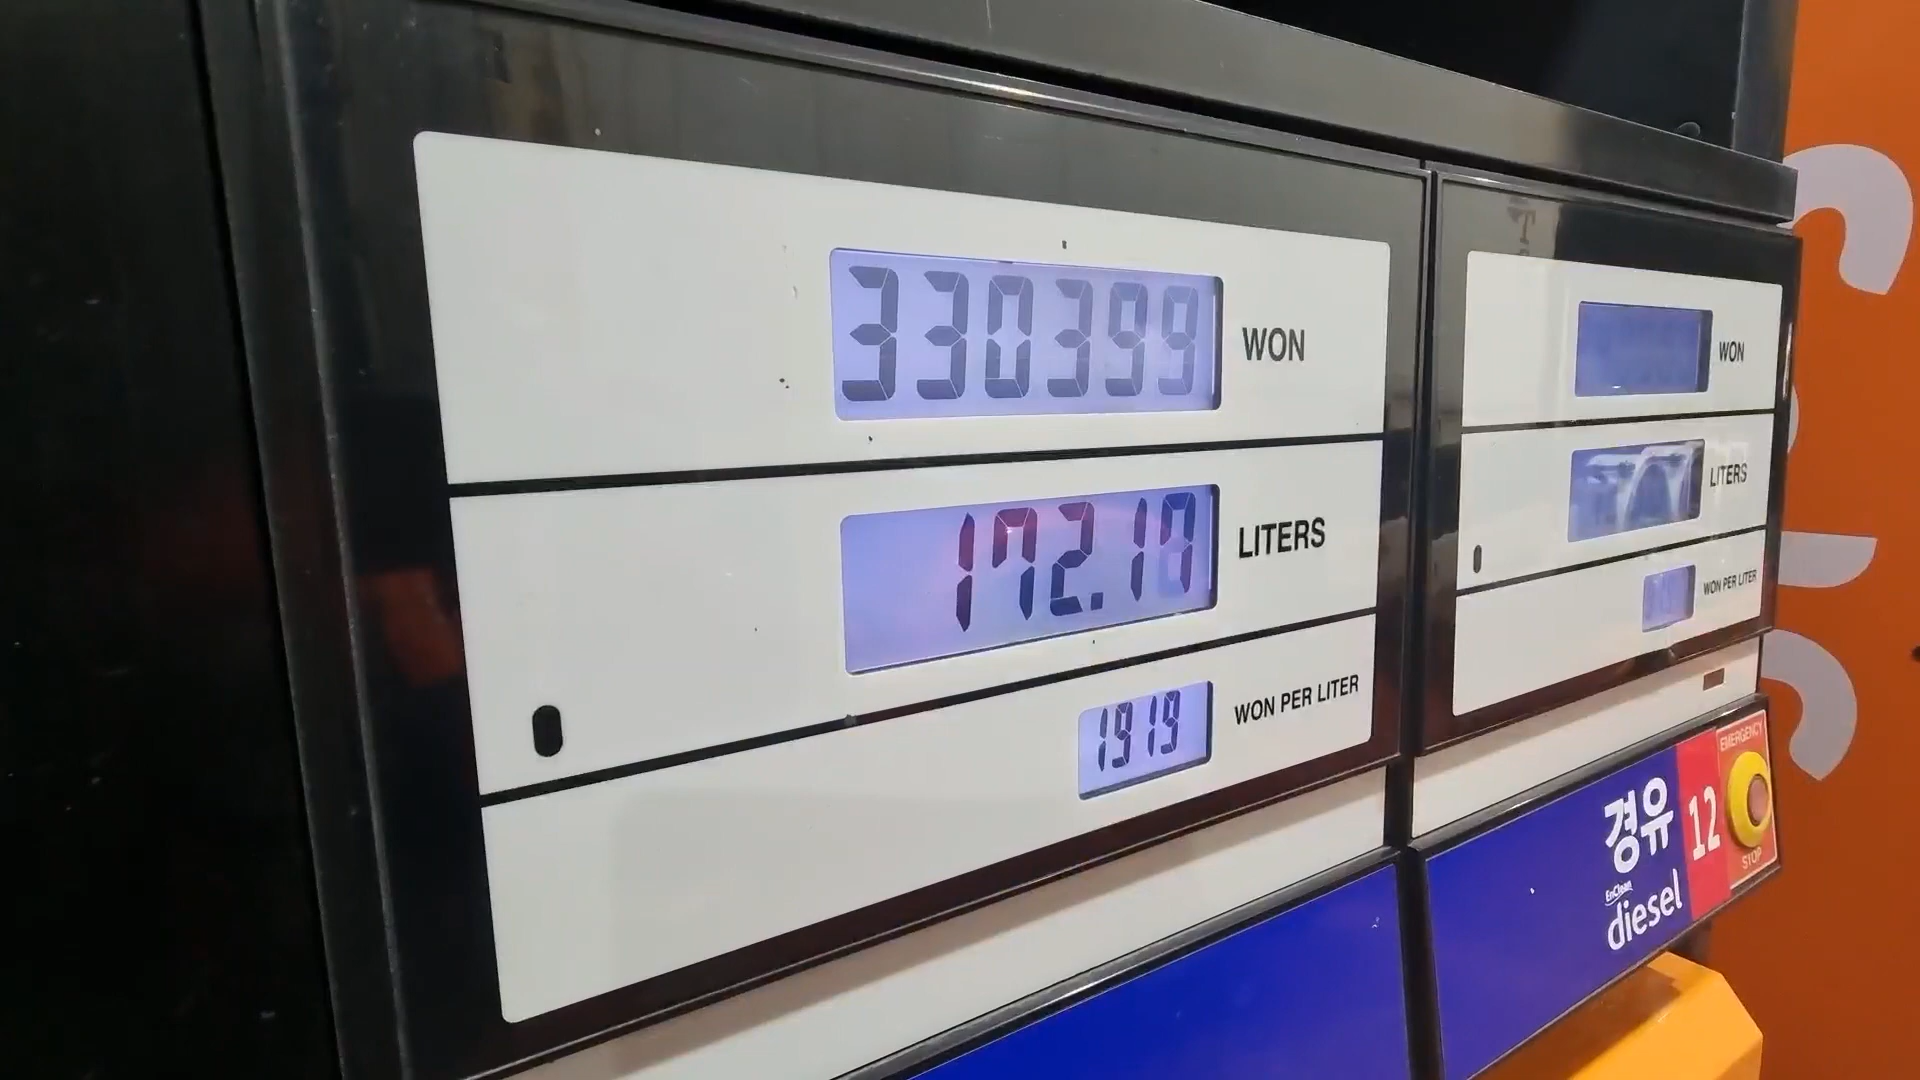 330399 WON
172.17 LITERS
1919 WON PER LITER
WON
LITERS
WON PER LITER
경유
EnClean
diesel
12
EMERGENCY
STOP